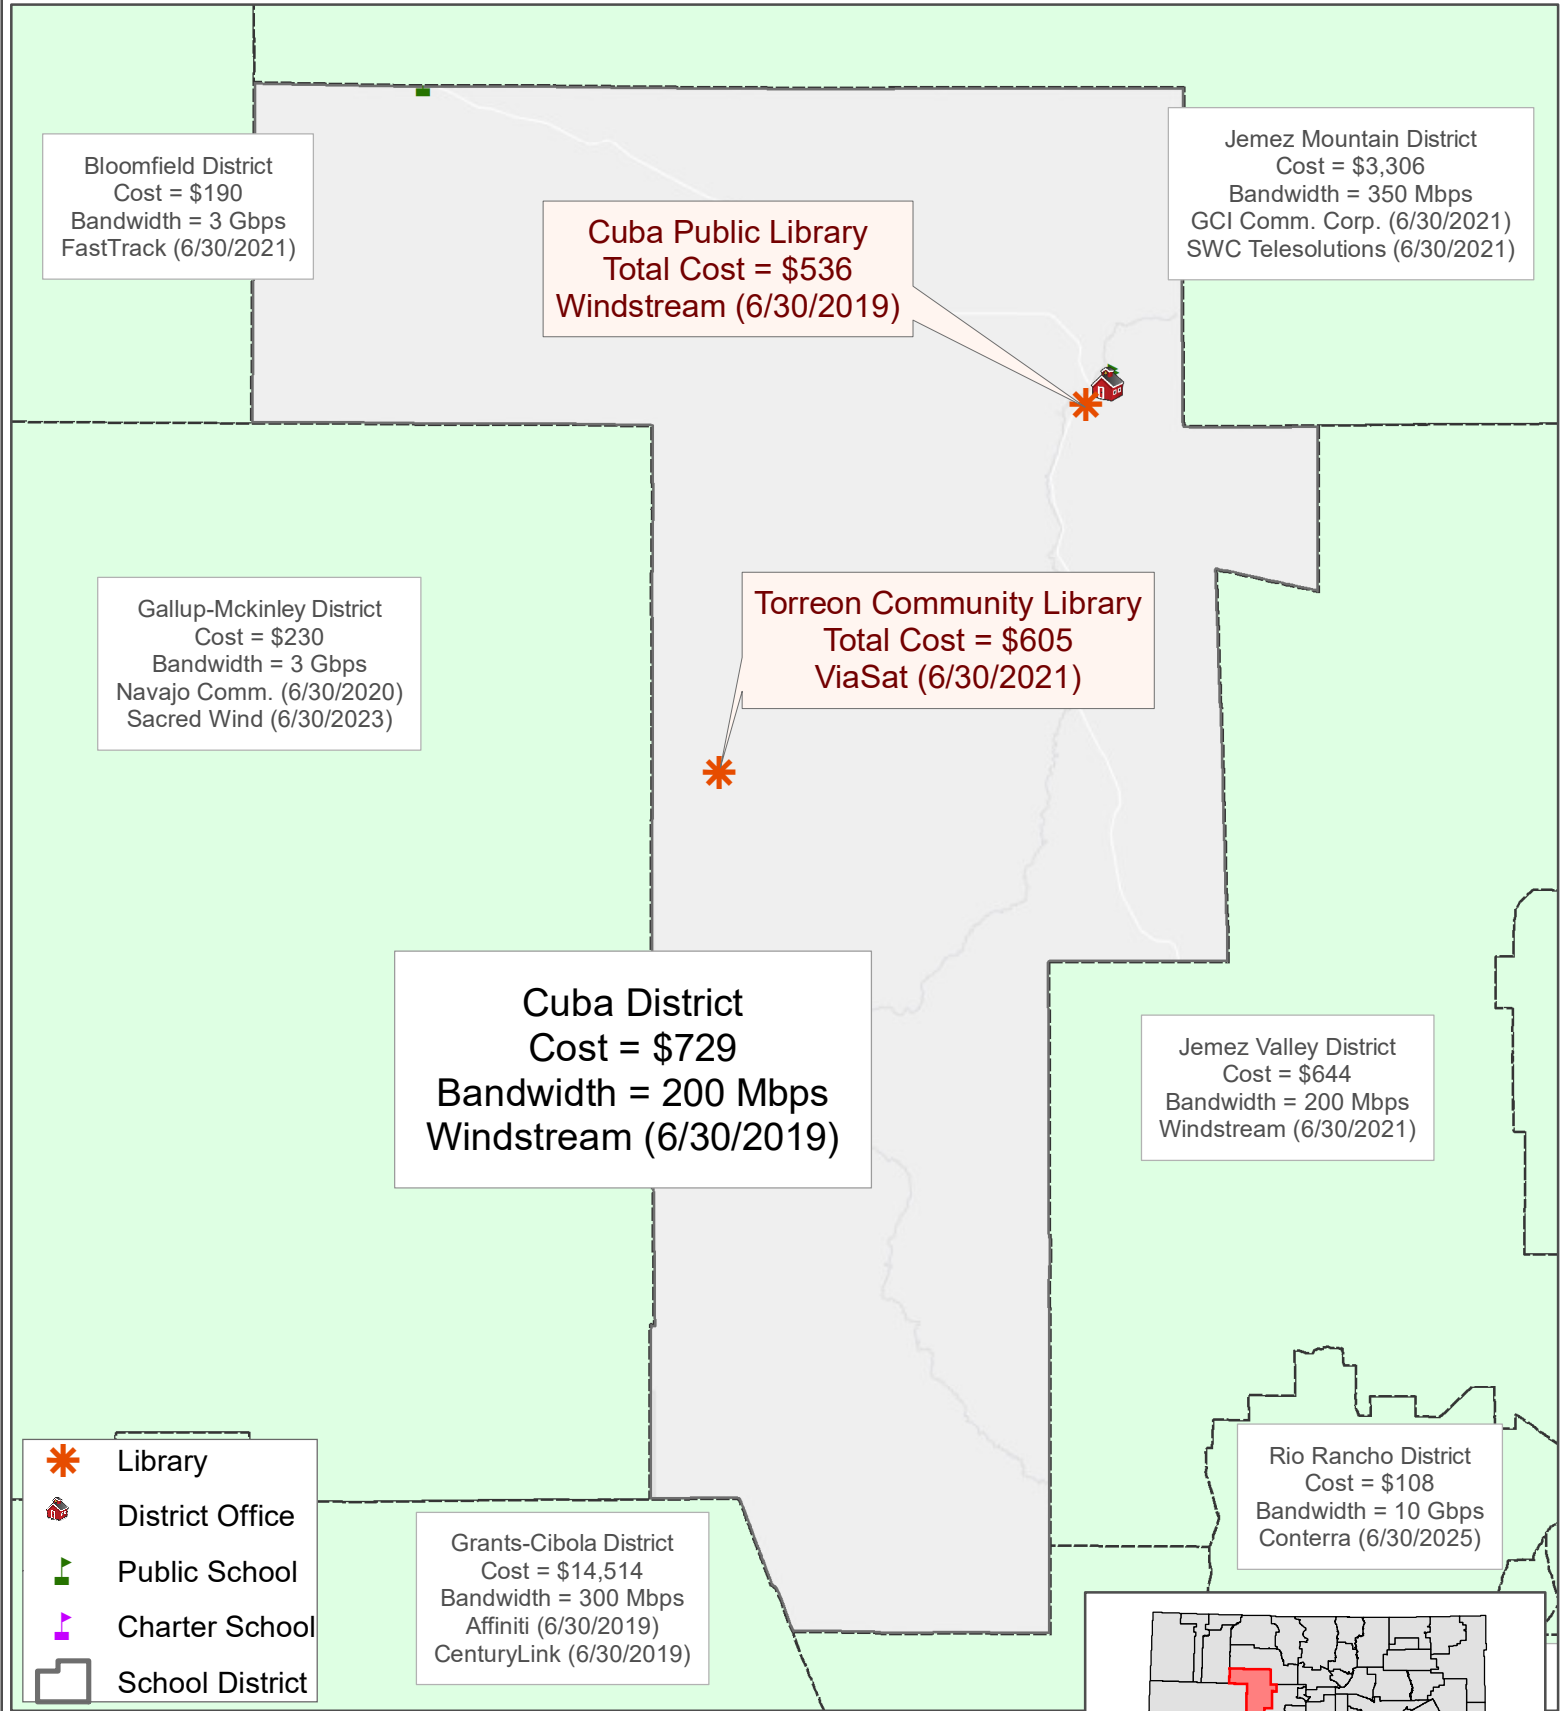 Bloomfield District
Cost = $190
Bandwidth = 3 Gbps
FastTrack (6/30/2021)
Jemez Mountain District
Cost = $3,306
Bandwidth = 350 Mbps
GCI Comm. Corp. (6/30/2021)
SWC Telesolutions (6/30/2021)
Cuba Public Library
Total Cost = $536
Windstream (6/30/2019)
Gallup-Mckinley District
Cost = $230
Bandwidth = 3 Gbps
Navajo Comm. (6/30/2020)
Sacred Wind (6/30/2023)
Torreon Community Library
Total Cost = $605
ViaSat (6/30/2021)
Cuba District
Cost = $729
Bandwidth = 200 Mbps
Windstream (6/30/2019)
Jemez Valley District
Cost = $644
Bandwidth = 200 Mbps
Windstream (6/30/2021)
Rio Rancho District
Cost = $108
Bandwidth = 10 Gbps
Conterra (6/30/2025)
Grants-Cibola District
Cost = $14,514
Bandwidth = 300 Mbps
Affiniti (6/30/2019)
CenturyLink (6/30/2019)
Library
District Office
Public School
Charter School
School District